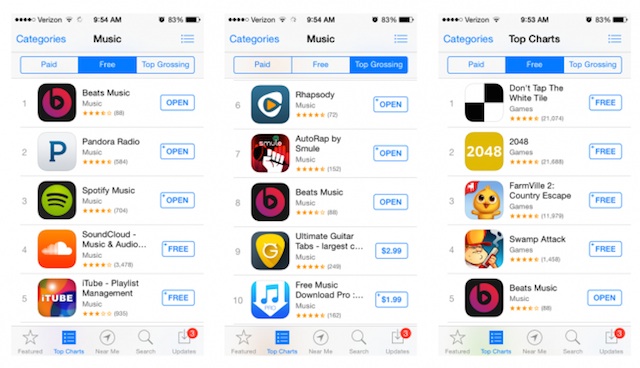 Verizon 9:54 AM 83%
Categories Music
Paid Free Top Grossing
1 Beats Music
Music
(88)
OPEN
2 Pandora Radio
Music
(584)
OPEN
3 Spotify Music
Music
(704)
OPEN
4 SoundCloud -
Music & Audio...
Music
(3,478)
FREE
5 iTube - Playlist
Management
Music
(935)
FREE
iTUBE
Featured Top Charts Near Me Search Updates
3
Verizon 9:54 AM 83%
Categories Music
Paid Free Top Grossing
6 Rhapsody
Music
(72)
OPEN
7 AutoRap by
Smule
Music
OPEN
smule
8 Beats Music
Music
(88)
OPEN
9 Ultimate Guitar
Tabs - largest c...
Music
(249)
$2.99
10 Free Music
Download Pro :...
Music
(182)
$1.99
PRO
Featured Top Charts Near Me Search Updates
3
Verizon 9:53 AM 83%
Categories Top Charts
Paid Free Top Grossing
1 Don't Tap The
White Tile
Games
(21,074)
FREE
2 2048
Games
(21,688)
FREE
2048
3 FarmVille 2:
Country Escape
Games
(11,979)
FREE
4 Swamp Attack
Games
(1,458)
FREE
5 Beats Music
Music
(88)
OPEN
Featured Top Charts Near Me Search Updates
3